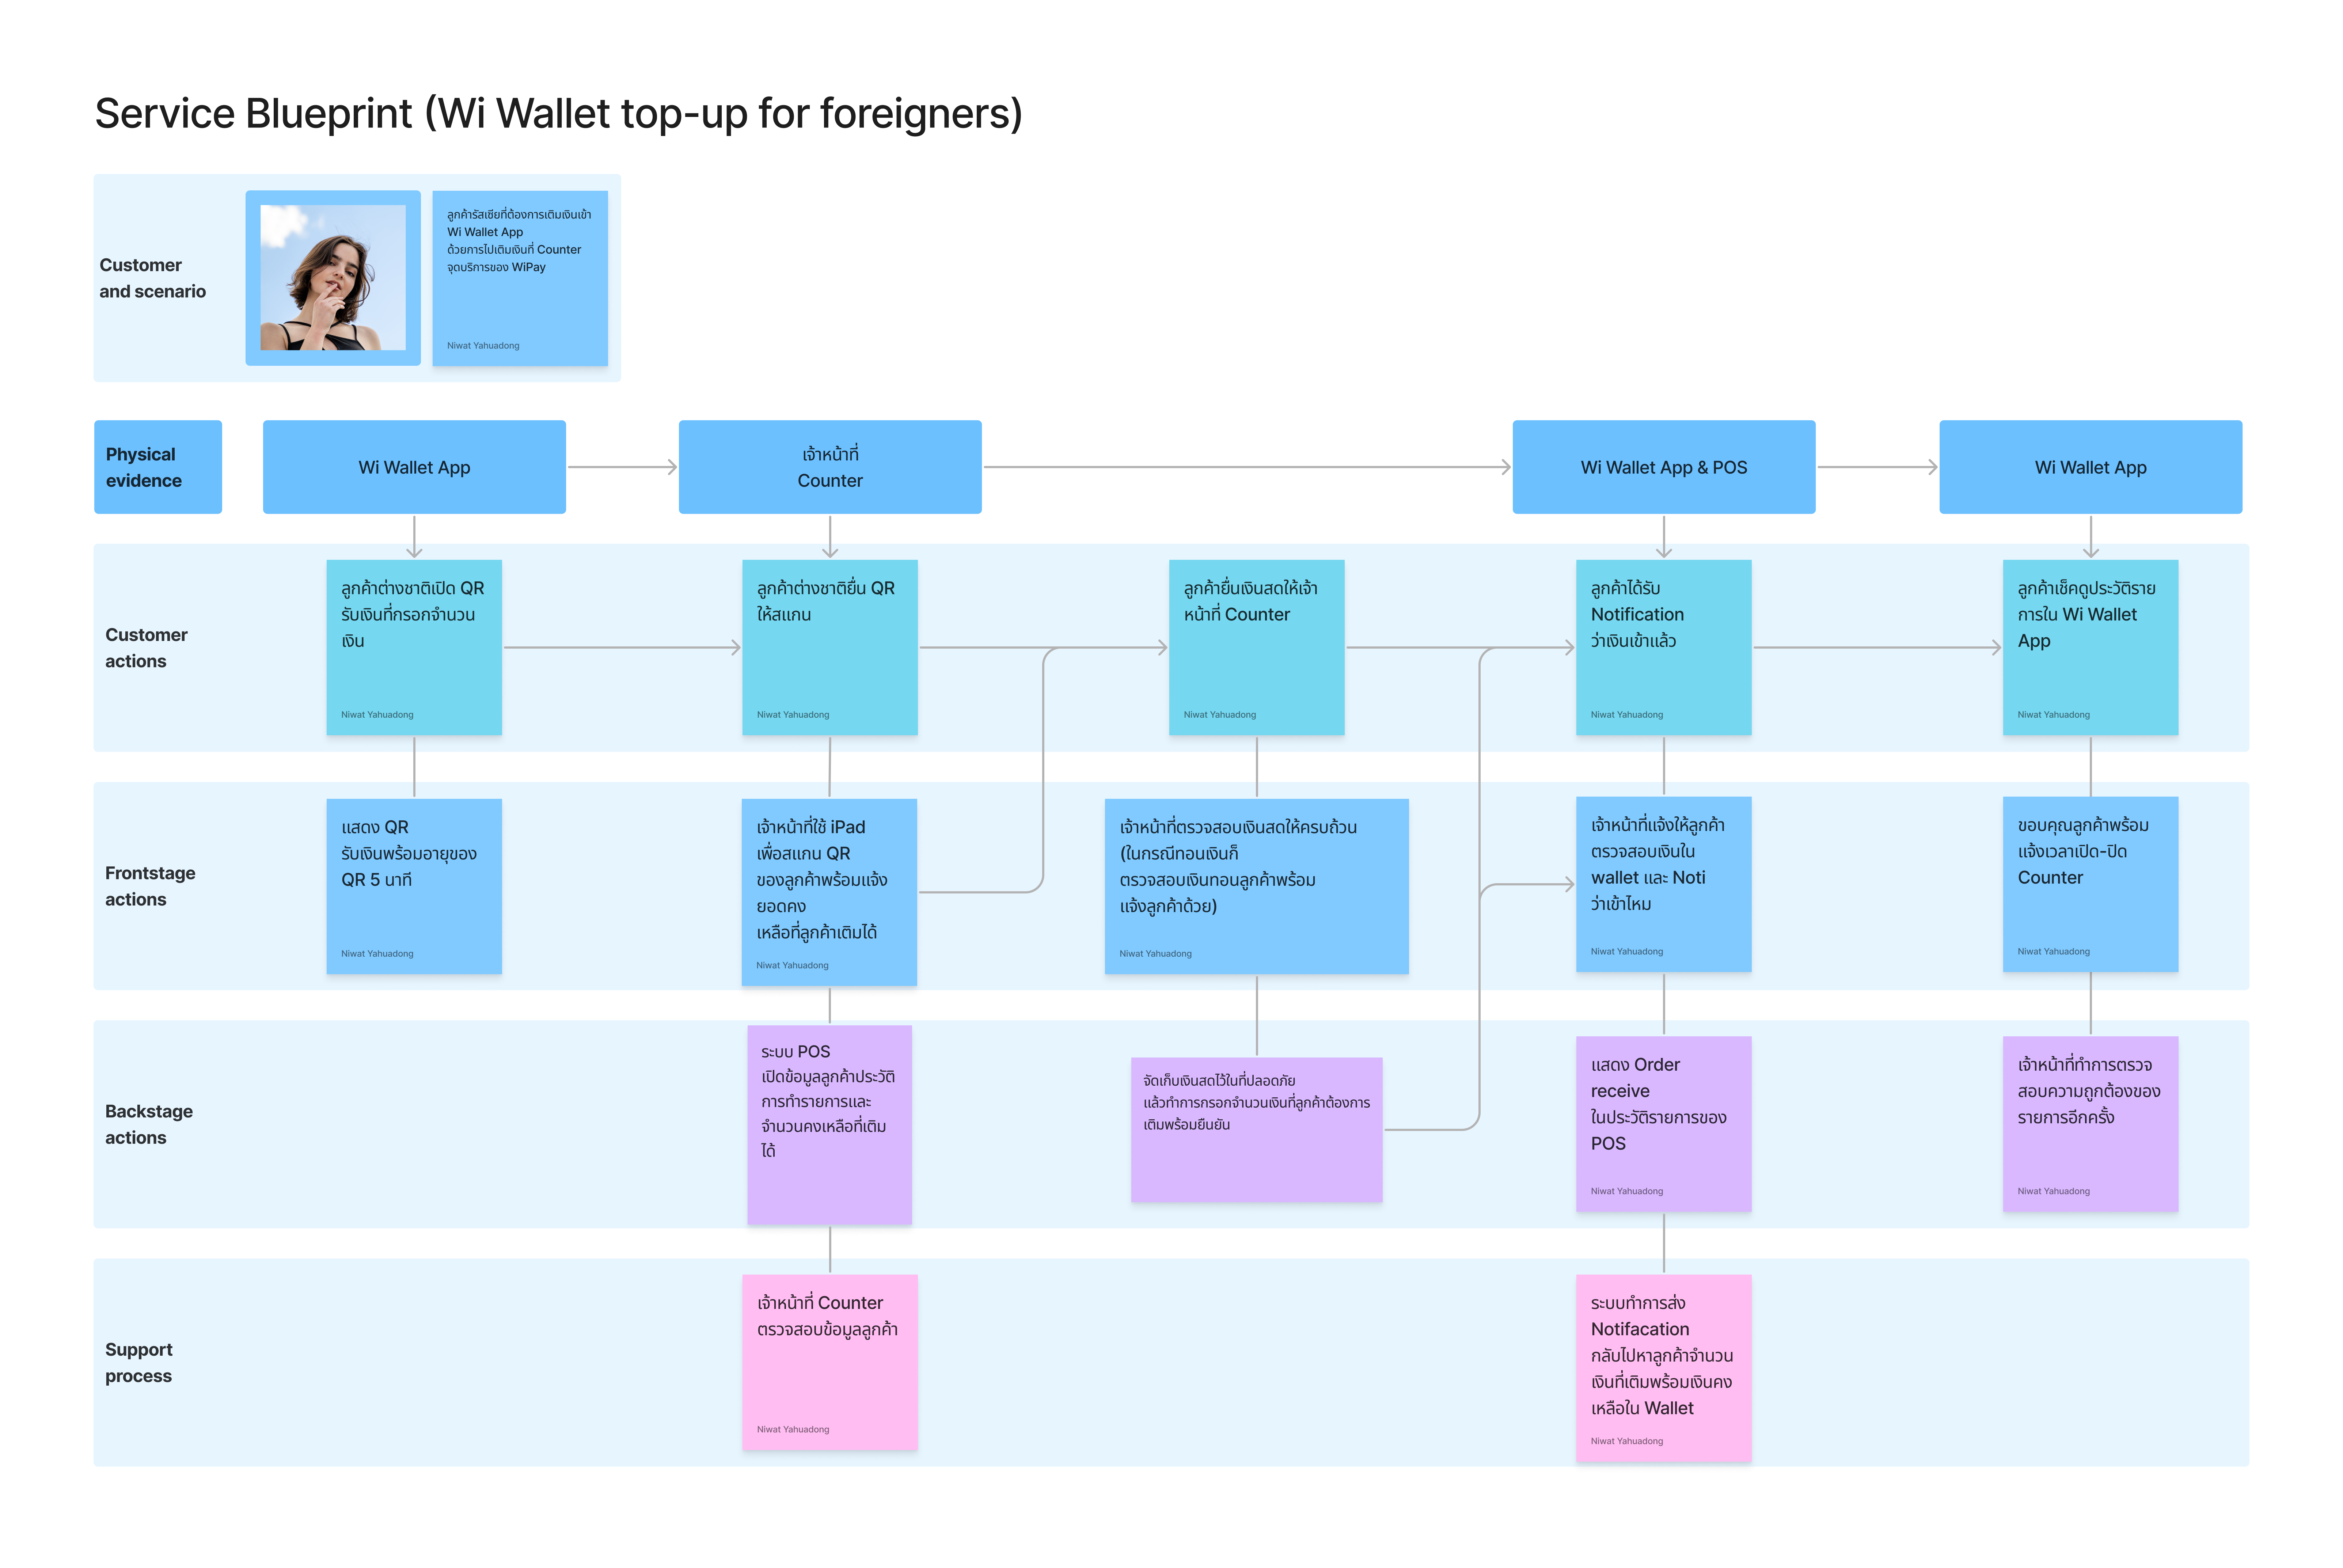 Service Blueprint (Wi Wallet top-up for foreigners)
Customer
and scenario
ลูกค้ารัสเซียที่ต้องการเติมเงินเข้า
Wi Wallet App
ด้วยการไปเติมเงินที่ Counter
จุดบริการของ WiPay
Niwat Yahuadong
Physical
evidence
Wi Wallet App
เจ้าหน้าที่
Counter
Wi Wallet App & POS
Wi Wallet App
Customer
actions
ลูกค้าต่างชาติเปิด QR
รับเงินที่กรอกจำนวน
เงิน
Niwat Yahuadong
ลูกค้าต่างชาติยื่น QR
ให้สแกน
Niwat Yahuadong
ลูกค้ายื่นเงินสดให้เจ้า
หน้าที่ Counter
Niwat Yahuadong
ลูกค้าได้รับ
Notification
ว่าเงินเข้าแล้ว
Niwat Yahuadong
ลูกค้าเช็คดูประวัติราย
การใน Wi Wallet
App
Niwat Yahuadong
Frontstage
actions
แสดง QR
รับเงินพร้อมอายุของ
QR 5 นาที
Niwat Yahuadong
เจ้าหน้าที่ใช้ iPad
เพื่อสแกน QR
ของลูกค้าพร้อมแจ้ง
ยอดคง
เหลือที่ลูกค้าเติมได้
Niwat Yahuadong
เจ้าหน้าที่ตรวจสอบเงินสดให้ครบถ้วน
(ในกรณีทอนเงินก็
ตรวจสอบเงินทอนลูกค้าพร้อม
แจ้งลูกค้าด้วย)
Niwat Yahuadong
เจ้าหน้าที่แจ้งให้ลูกค้า
ตรวจสอบเงินใน
wallet และ Noti
ว่าเข้าไหม
Niwat Yahuadong
ขอบคุณลูกค้าพร้อม
แจ้งเวลาเปิด-ปิด
Counter
Niwat Yahuadong
Backstage
actions
ระบบ POS
เปิดข้อมูลลูกค้าประวัติ
การทำรายการและ
จำนวนคงเหลือที่เติม
ได้
จัดเก็บเงินสดไว้ในที่ปลอดภัย
แล้วทำการกรอกจำนวนเงินที่ลูกค้าต้องการ
เติมพร้อมยืนยัน
แสดง Order
receive
ในประวัติรายการของ
POS
Niwat Yahuadong
เจ้าหน้าที่ทำการตรวจ
สอบความถูกต้องของ
รายการอีกครั้ง
Niwat Yahuadong
Support
process
เจ้าหน้าที่ Counter
ตรวจสอบข้อมูลลูกค้า
Niwat Yahuadong
ระบบทำการส่ง
Notifacation
กลับไปหาลูกค้าจำนวน
เงินที่เติมพร้อมเงินคง
เหลือใน Wallet
Niwat Yahuadong